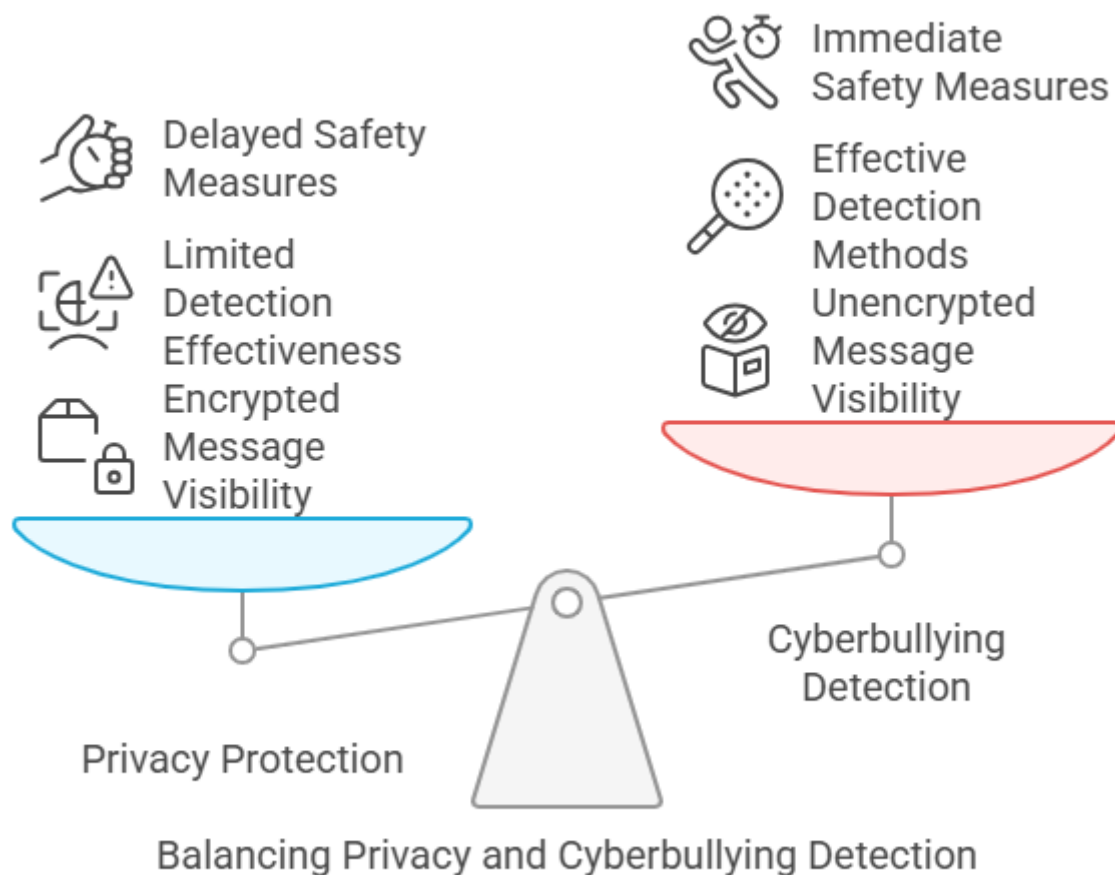 Delayed Safety
Measures
Limited
Detection
Effectiveness
Encrypted
Message
Visibility
Immediate
Safety Measures
Effective
Detection
Methods
Unencrypted
Message
Visibility
Privacy Protection
Cyberbullying
Detection
Balancing Privacy and Cyberbullying Detection